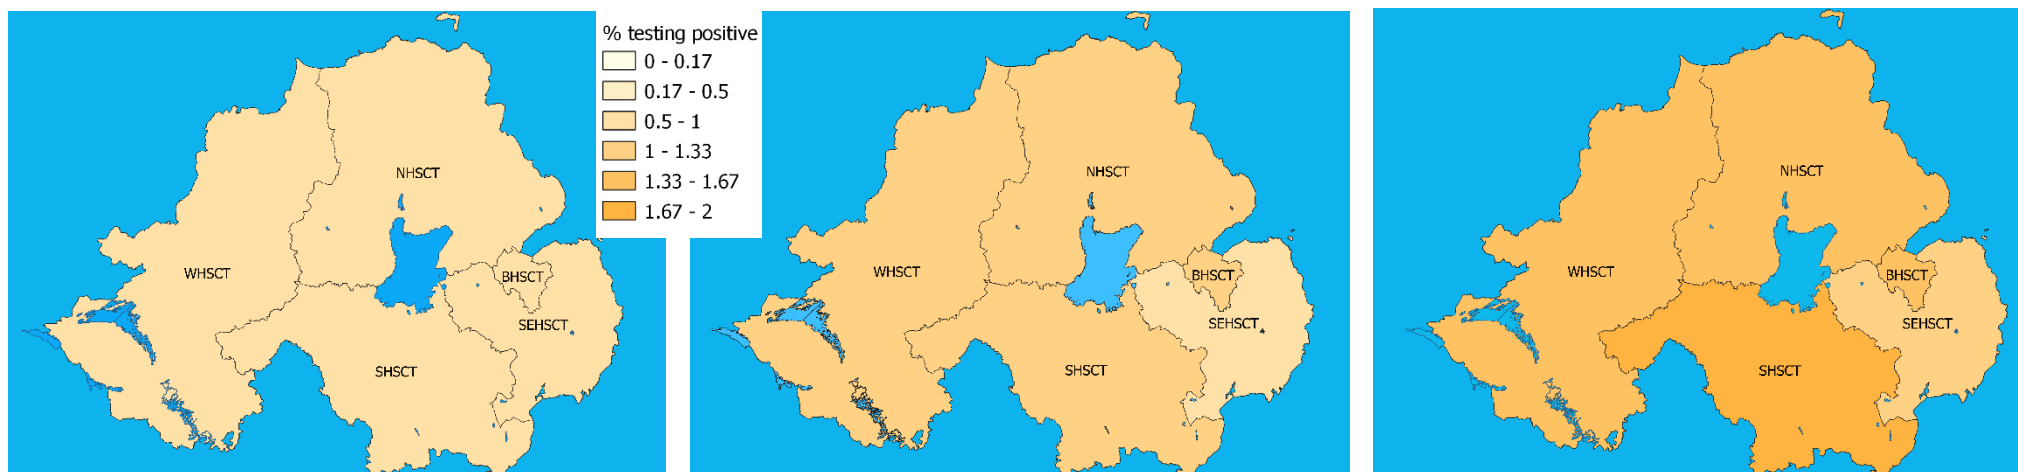 % testing positive
0 - 0.17
0.17 - 0.5
0.5 - 1
1 - 1.33
1.33 - 1.67
1.67 - 2
NHSCT
WHSCT
BHSCT
SEHSCT
SHSCT
NHSCT
WHSCT
BHSCT
SEHSCT
SHSCT
NHSCT
WHSCT
BHSCT
SEHSCT
SHSCT